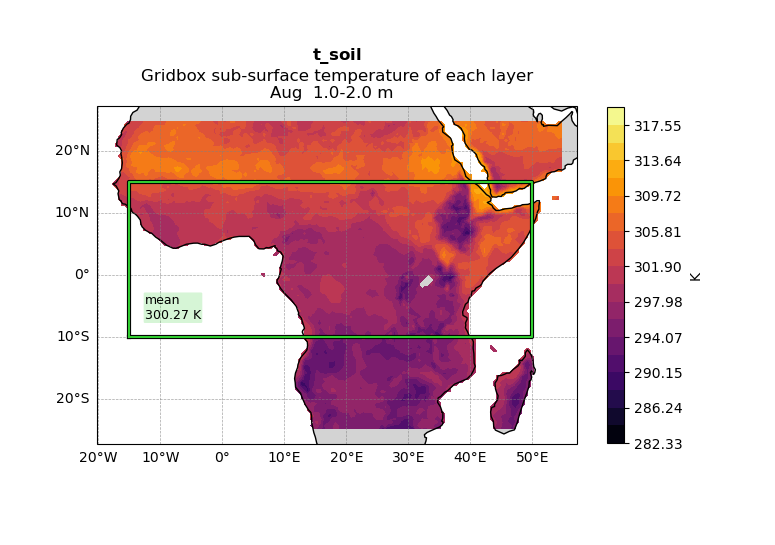 t_soil
Gridbox sub-surface temperature of each layer
Aug  1.0-2.0 m
20°N
10°N
0°
10°S
20°S
20°W
10°W
0°
10°E
20°E
30°E
40°E
50°E
mean
300.27 K
317.55
313.64
309.72
305.81
301.90
297.98
294.07
290.15
286.24
282.33
K